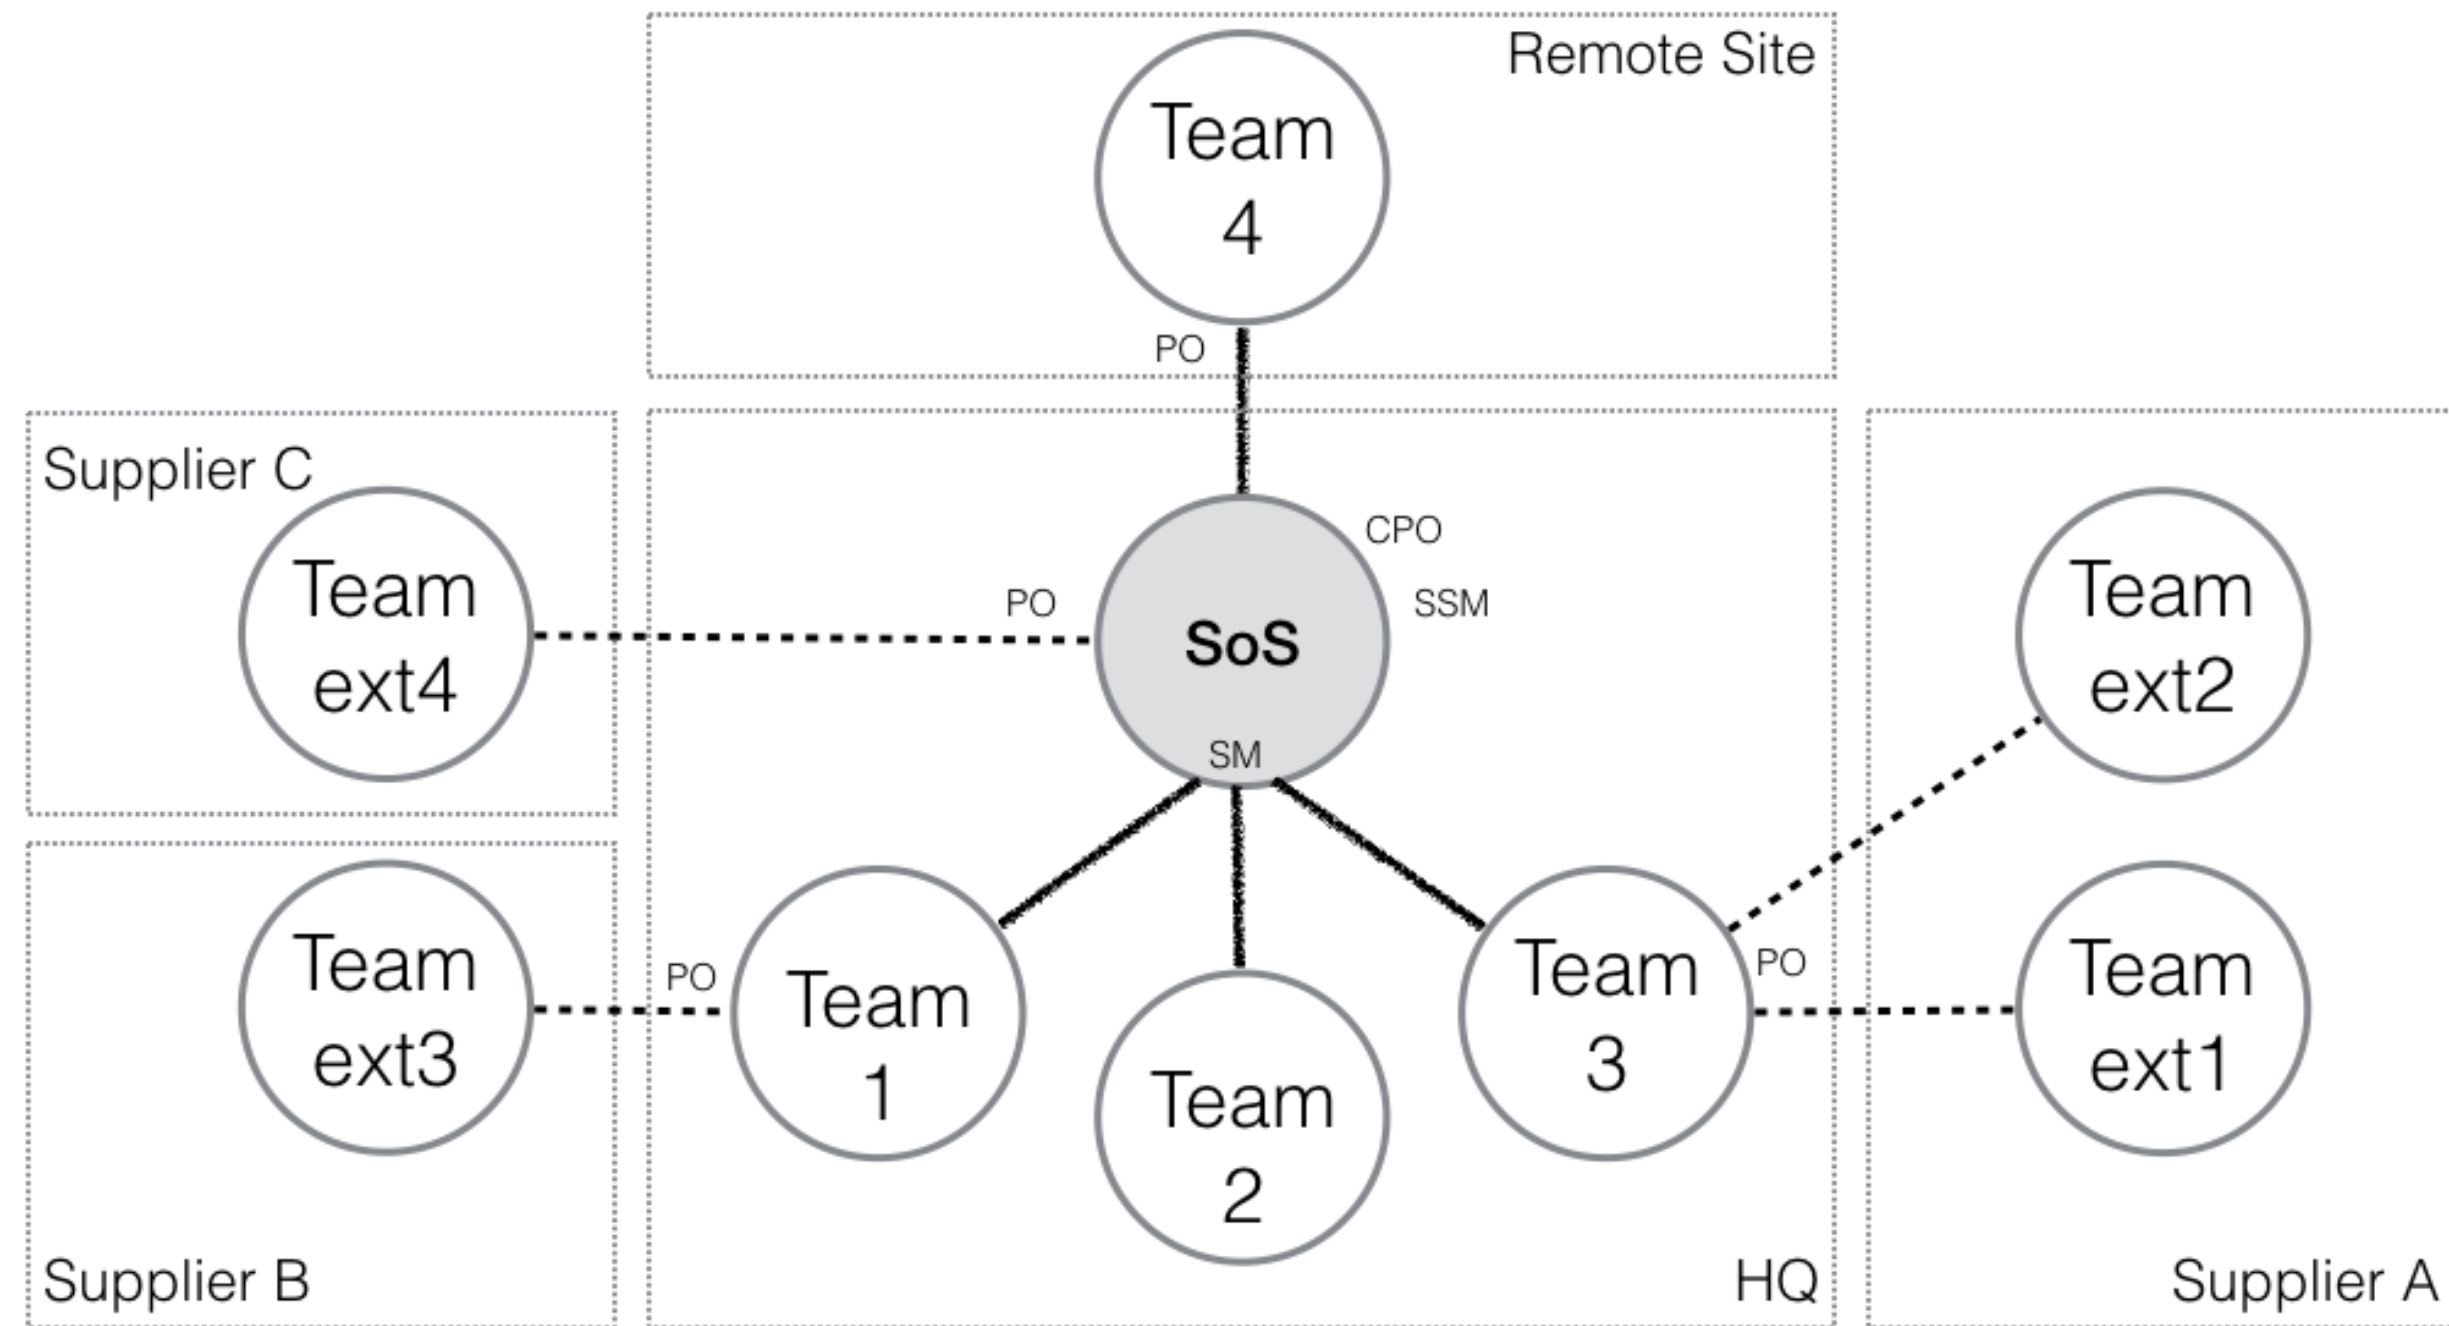 Remote Site
Team
4
PO
Supplier C
Team
ext4
PO
CPO
SSM
SoS
SM
Team
ext2
Team
ext3
PO
Team
1
Team
2
Team
3
PO
Team
ext1
Supplier B
HQ
Supplier A